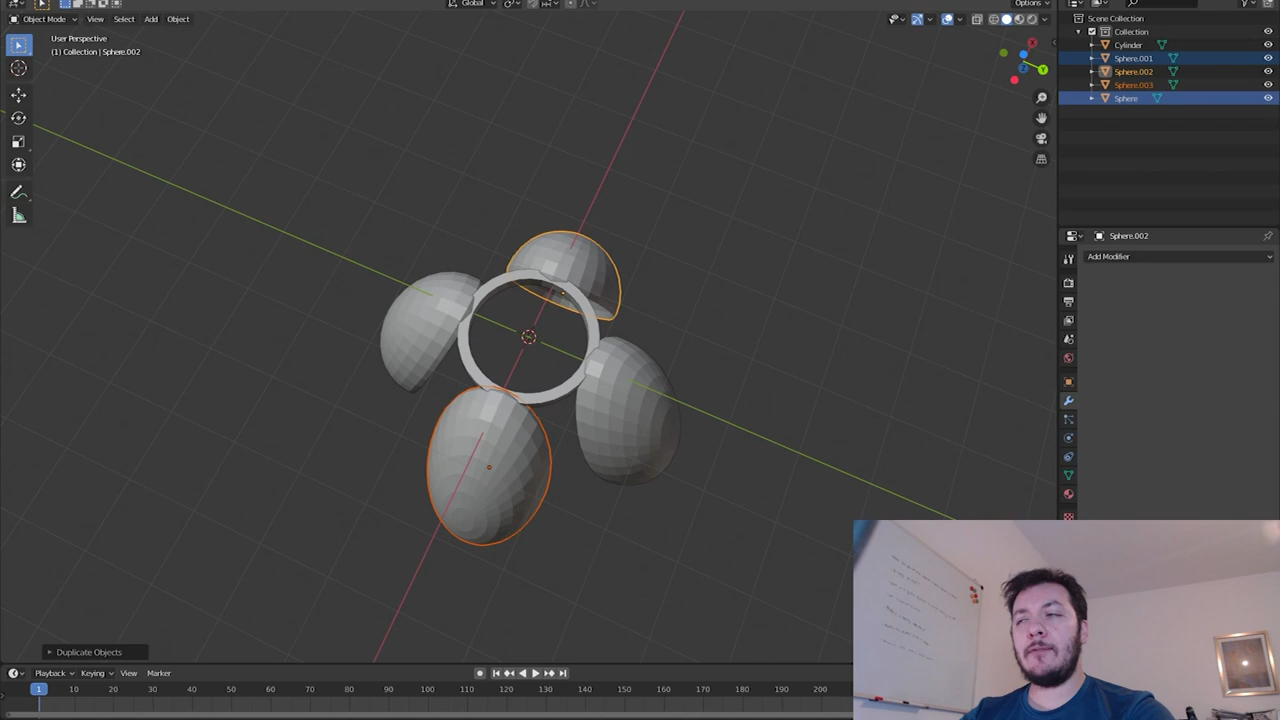 Object Mode View Select Add Object
Global
Options
User Perspective
(1) Collection | Sphere.002
Y
Z
Scene Collection
Collection
Cylinder
Sphere.001
Sphere.002
Sphere.003
Sphere
Sphere.002
Add Modifier
Duplicate Objects
Playback Keying View Marker
1 10 20 30 40 50 60 70 80 90 100 110 120 130 140 150 160 170 180 190 200